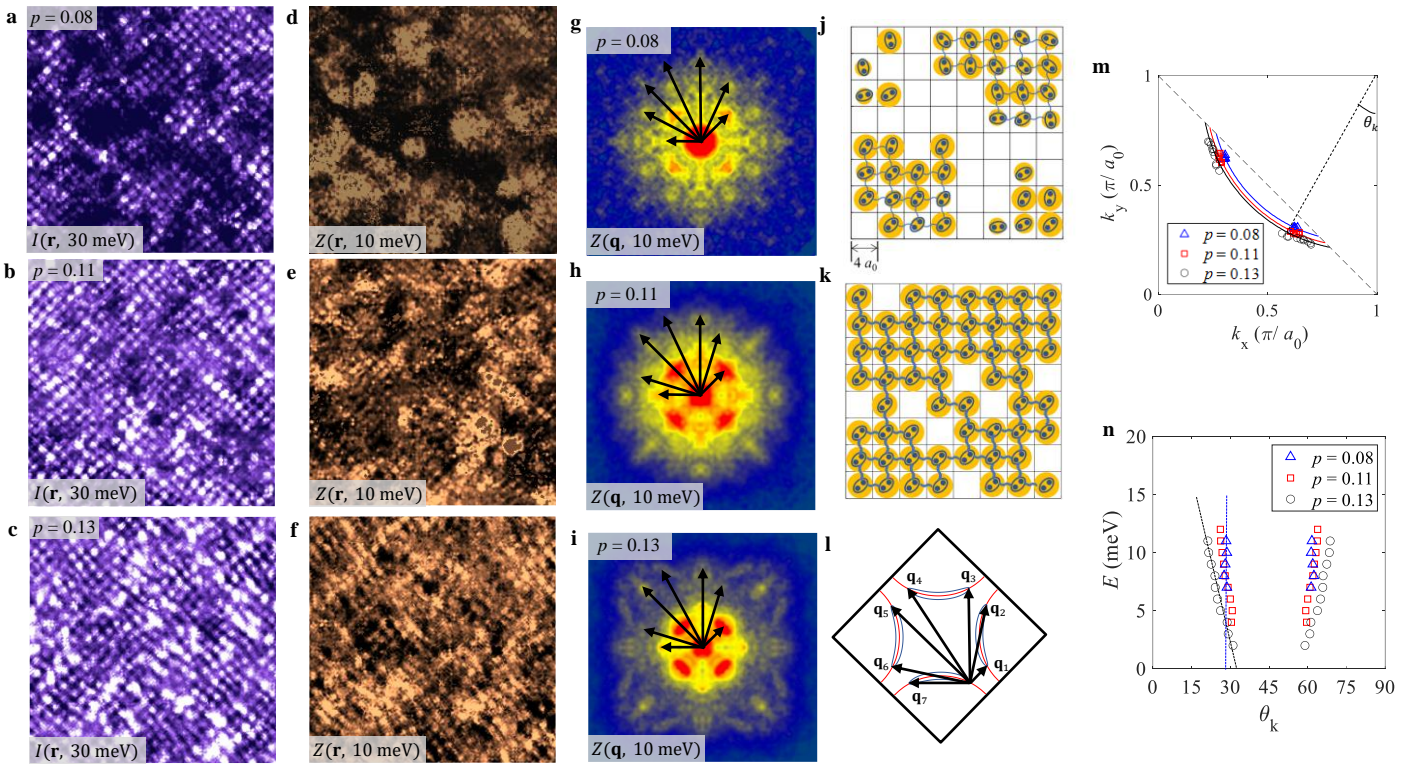 a
p = 0.08
I(r, 30 meV)
b
p = 0.11
I(r, 30 meV)
c
p = 0.13
I(r, 30 meV)
d
Z(r, 10 meV)
e
Z(r, 10 meV)
f
Z(r, 10 meV)
g
p = 0.08
Z(q, 10 meV)
h
p = 0.11
Z(q, 10 meV)
i
p = 0.13
Z(q, 10 meV)
j
4 a₀
k
l
q₄
q₃
q₅
q₂
q₆
q₁
q₇
m
1
θₖ
k_y (π/ a₀)
0.5
p = 0.08
p = 0.11
p = 0.13
0
0
0.5
1
kₓ (π/ a₀)
n
20
p = 0.08
p = 0.11
p = 0.13
15
E (meV)
10
5
0
0
15
30
45
60
75
90
θₖ